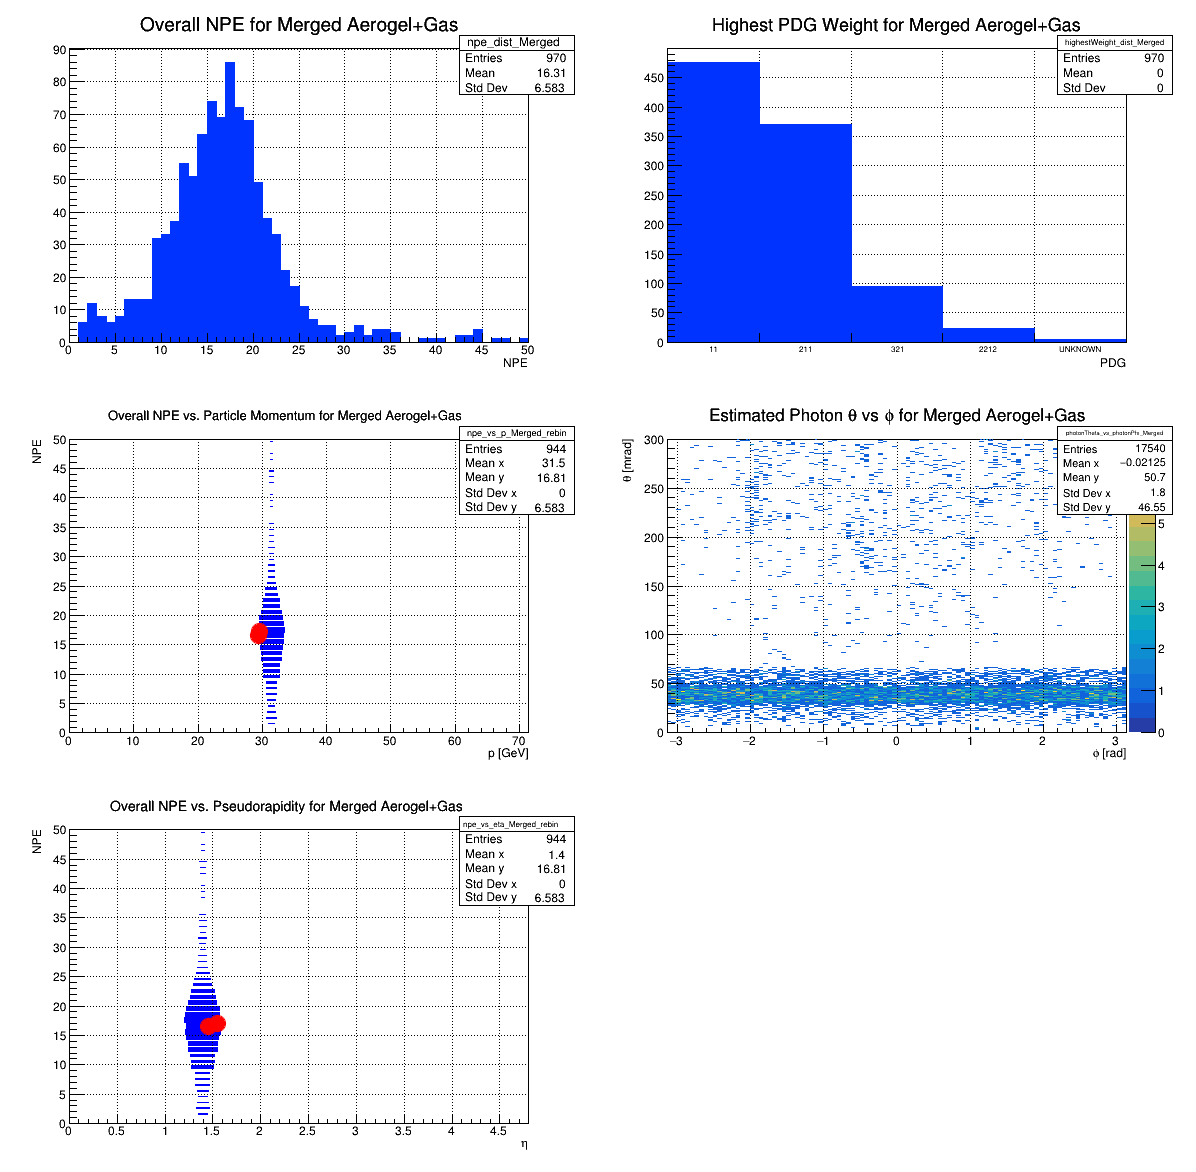 Overall NPE for Merged Aerogel+Gas
npe_dist_Merged
Entries 970
Mean 16.31
Std Dev 6.583
90
80
70
60
50
40
30
20
10
0
0 5 10 15 20 25 30 35 40 45 50
NPE
Highest PDG Weight for Merged Aerogel+Gas
highestWeight_dist_Merged
Entries 970
Mean 0
Std Dev 0
450
400
350
300
250
200
150
100
50
0
11 211 321 2212 UNKNOWN
PDG
Overall NPE vs. Particle Momentum for Merged Aerogel+Gas
npe_vs_p_Merged_rebin
Entries 944
Mean x 31.5
Mean y 16.81
Std Dev x 0
Std Dev y 6.583
NPE
50
45
40
35
30
25
20
15
10
5
0
0 10 20 30 40 50 60 70
p [GeV]
Estimated Photon θ vs ϕ for Merged Aerogel+Gas
photonTheta_vs_photonPhi_Merged
Entries 17540
Mean x −0.02125
Mean y 50.7
Std Dev x 1.8
Std Dev y 46.55
θ [mrad]
300
250
200
150
100
50
0
−3 −2 −1 0 1 2 3
ϕ [rad]
5
4
3
2
1
0
Overall NPE vs. Pseudorapidity for Merged Aerogel+Gas
npe_vs_eta_Merged_rebin
Entries 944
Mean x 1.4
Mean y 16.81
Std Dev x 0
Std Dev y 6.583
NPE
50
45
40
35
30
25
20
15
10
5
0
0 0.5 1 1.5 2 2.5 3 3.5 4 4.5
η